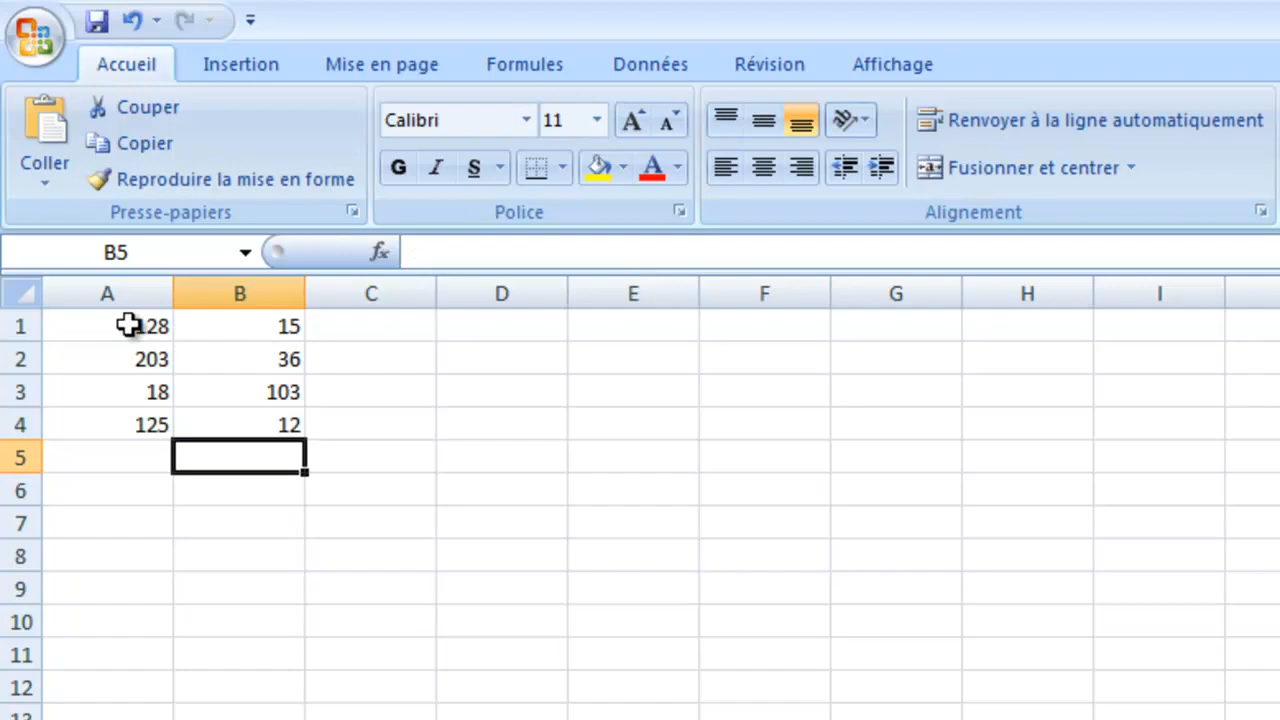 Accueil Insertion Mise en page Formules Données Révision Affichage
Coller
Couper
Copier
Reproduire la mise en forme
Presse-papiers
Calibri 11 A A
G I S A
Police
Renvoyer à la ligne automatiquement
Fusionner et centrer
Alignement
B5 fx
A B C D E F G H I
1 128 15
2 203 36
3 18 103
4 125 12
5
6
7
8
9
10
11
12
13